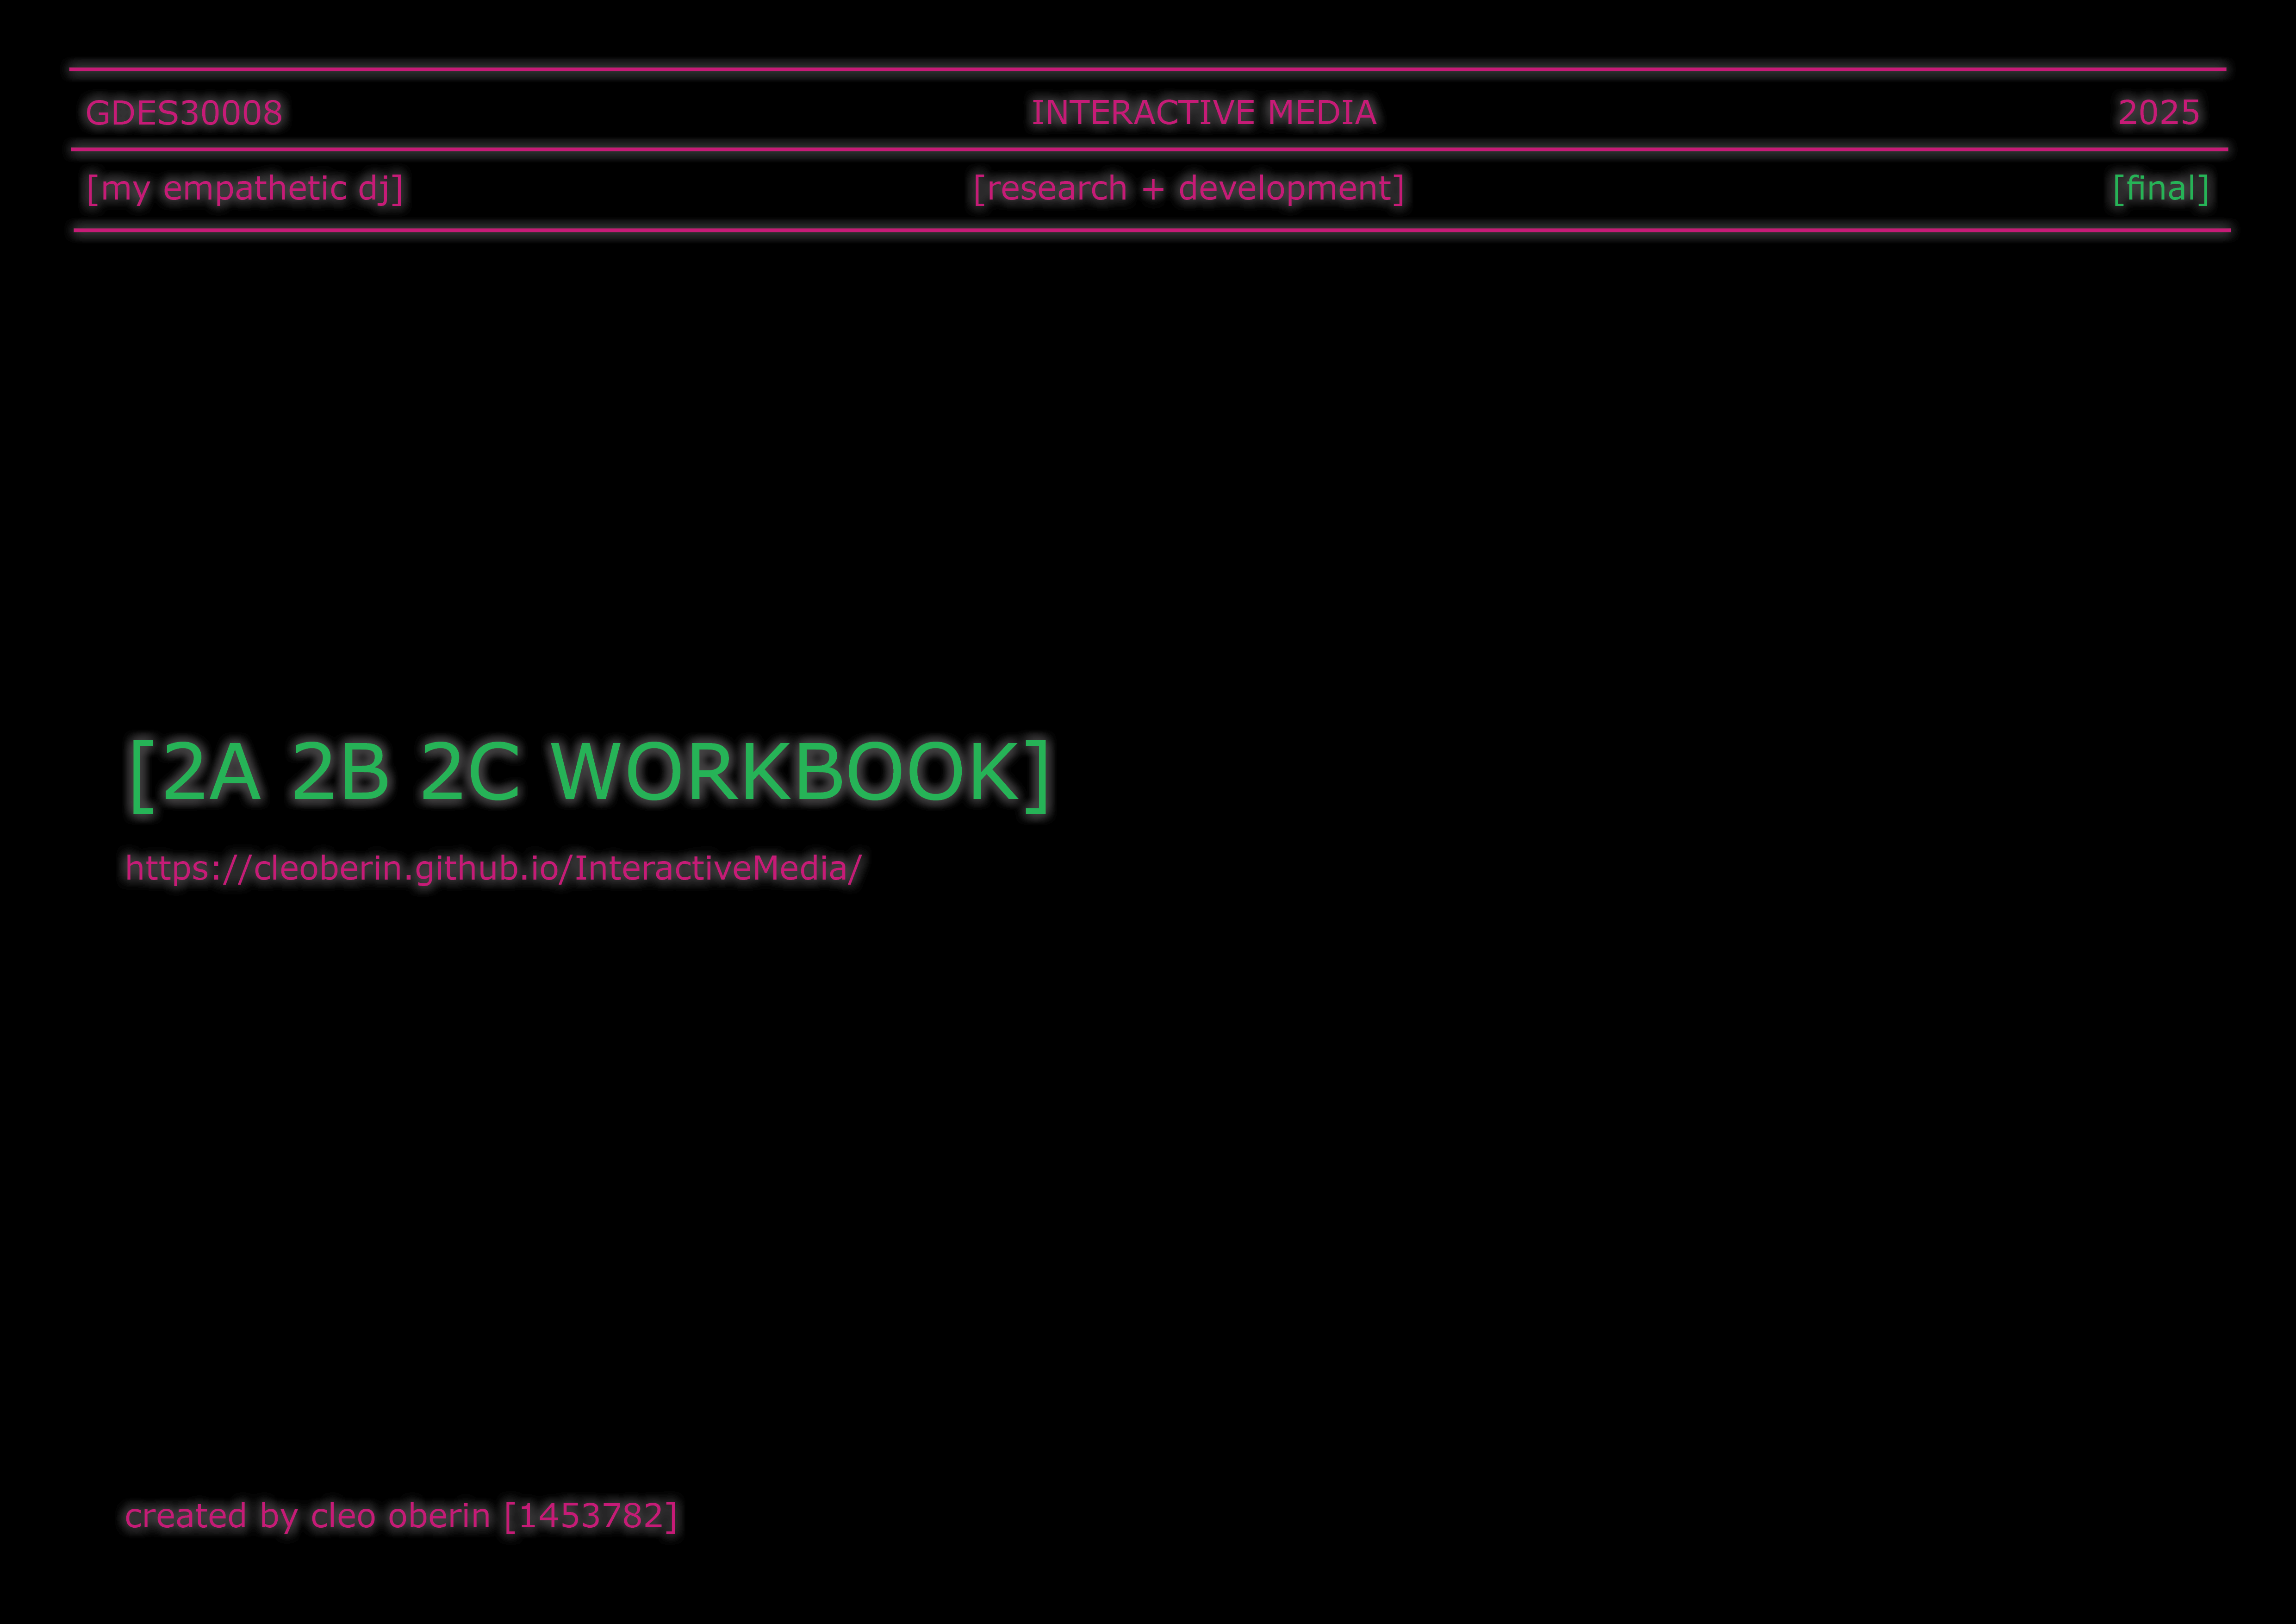 GDES30008 INTERACTIVE MEDIA 2025
[my empathetic dj] [research + development] [final]
[2A 2B 2C WORKBOOK]
https://cleoberin.github.io/InteractiveMedia/
created by cleo oberin [1453782]